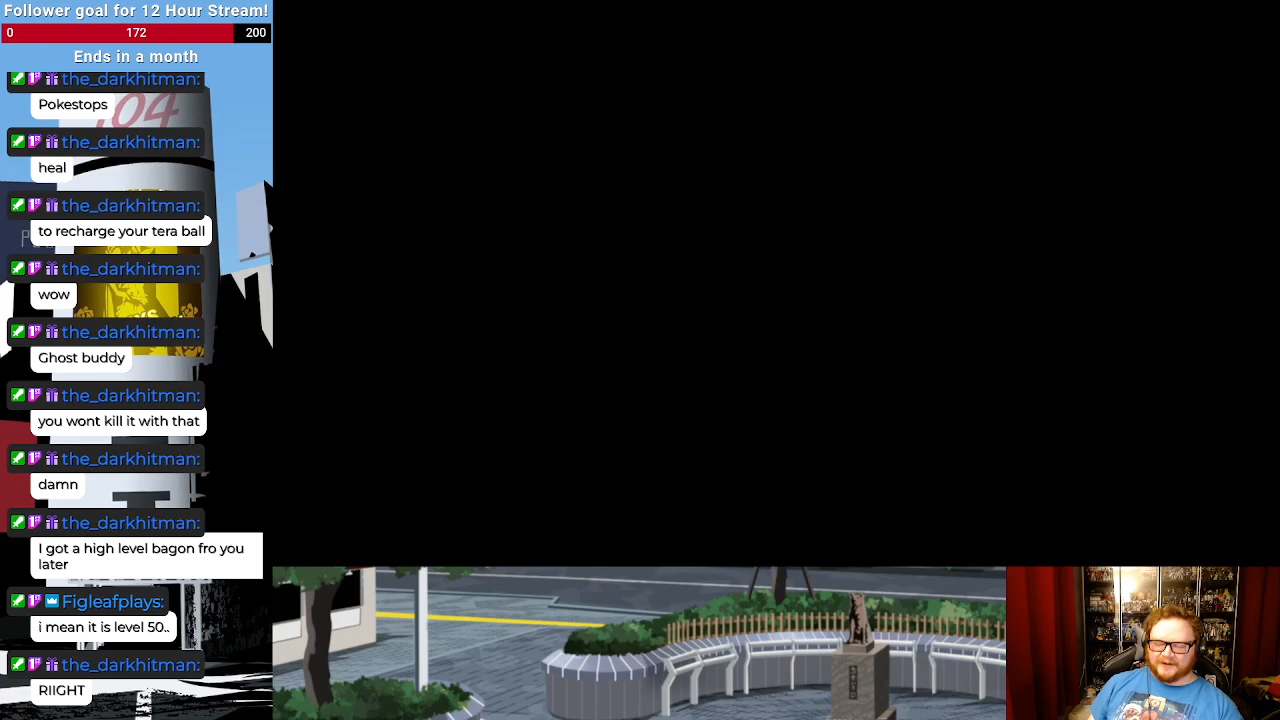 Follower goal for 12 Hour Stream!
0 172 200
Ends in a month
the_darkhitman:
Pokestops
the_darkhitman:
heal
the_darkhitman:
to recharge your tera ball
the_darkhitman:
wow
the_darkhitman:
Ghost buddy
the_darkhitman:
you wont kill it with that
the_darkhitman:
damn
the_darkhitman:
I got a high level bagon fro you
later
Figleafplays:
i mean it is level 50..
the_darkhitman:
RIIGHT